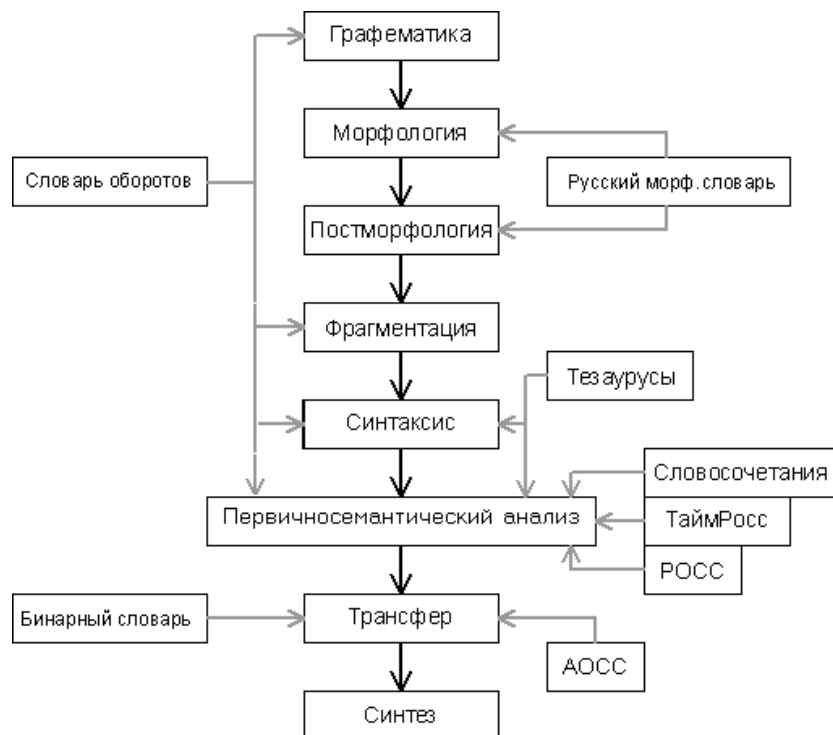 Графематика
Морфология
Словарь оборотов
Русский морф.словарь
Постморфология
Фрагментация
Тезаурусы
Синтаксис
Словосочетания
Первичносемантический анализ
ТаймРосс
РОСС
Бинарный словарь
Трансфер
АОСС
Синтез